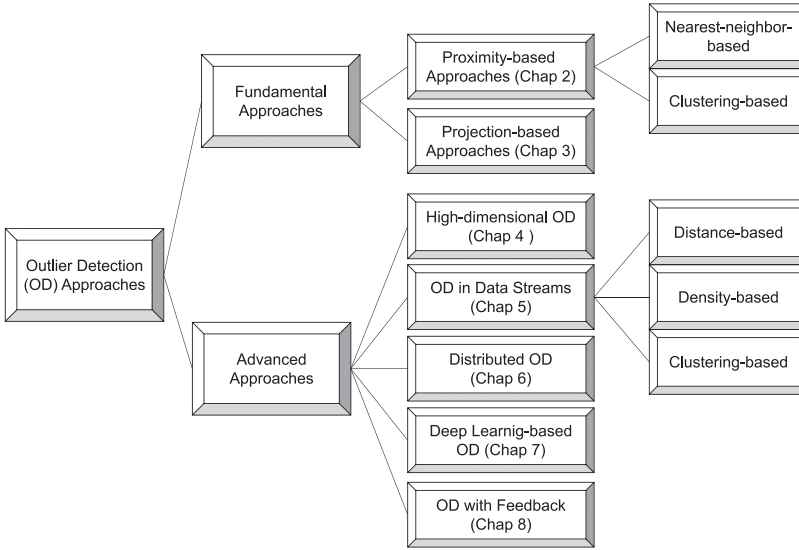 Outlier Detection
(OD) Approaches
Fundamental
Approaches
Proximity-based
Approaches (Chap 2)
Nearest-neighbor-
based
Clustering-based
Projection-based
Approaches (Chap 3)
Advanced
Approaches
High-dimensional OD
(Chap 4 )
OD in Data Streams
(Chap 5)
Distance-based
Density-based
Clustering-based
Distributed OD
(Chap 6)
Deep Learnig-based
OD (Chap 7)
OD with Feedback
(Chap 8)